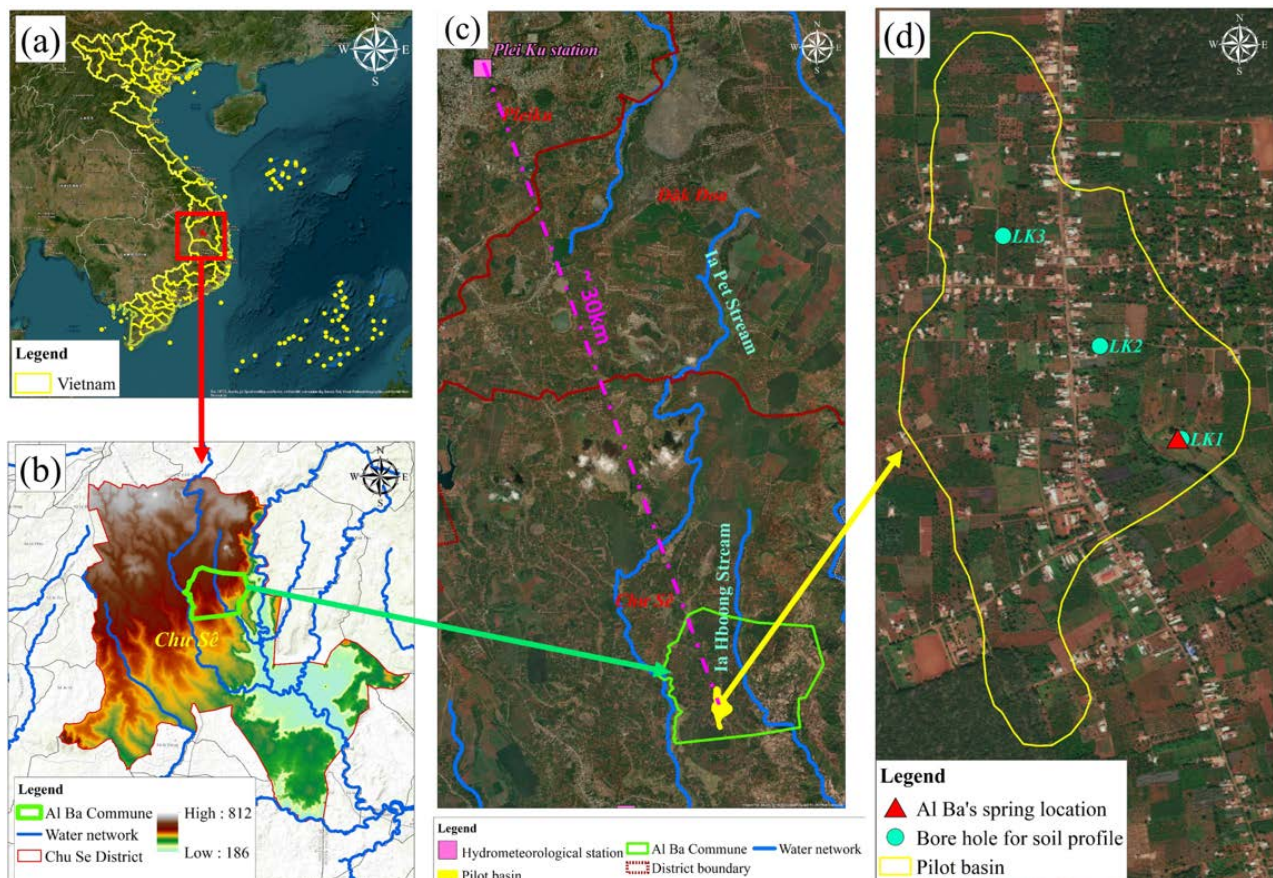 (a)
N
W E
S
Legend
Vietnam
(b)
N
W E
S
Chu Sê
Legend
Al Ba Commune
Water network
Chu Se District
High : 812
Low : 186
(c)
N
W E
S
Plei Ku station
Pleiku
Đăk Đoa
~30km
Ia Pet Stream
Ia Hboong Stream
Chư Sê
Legend
Hydrometeorological station
Al Ba Commune
Water network
Pilot basin
District boundary
(d)
N
W E
S
LK3
LK2
LK1
Legend
Al Ba's spring location
Bore hole for soil profile
Pilot basin